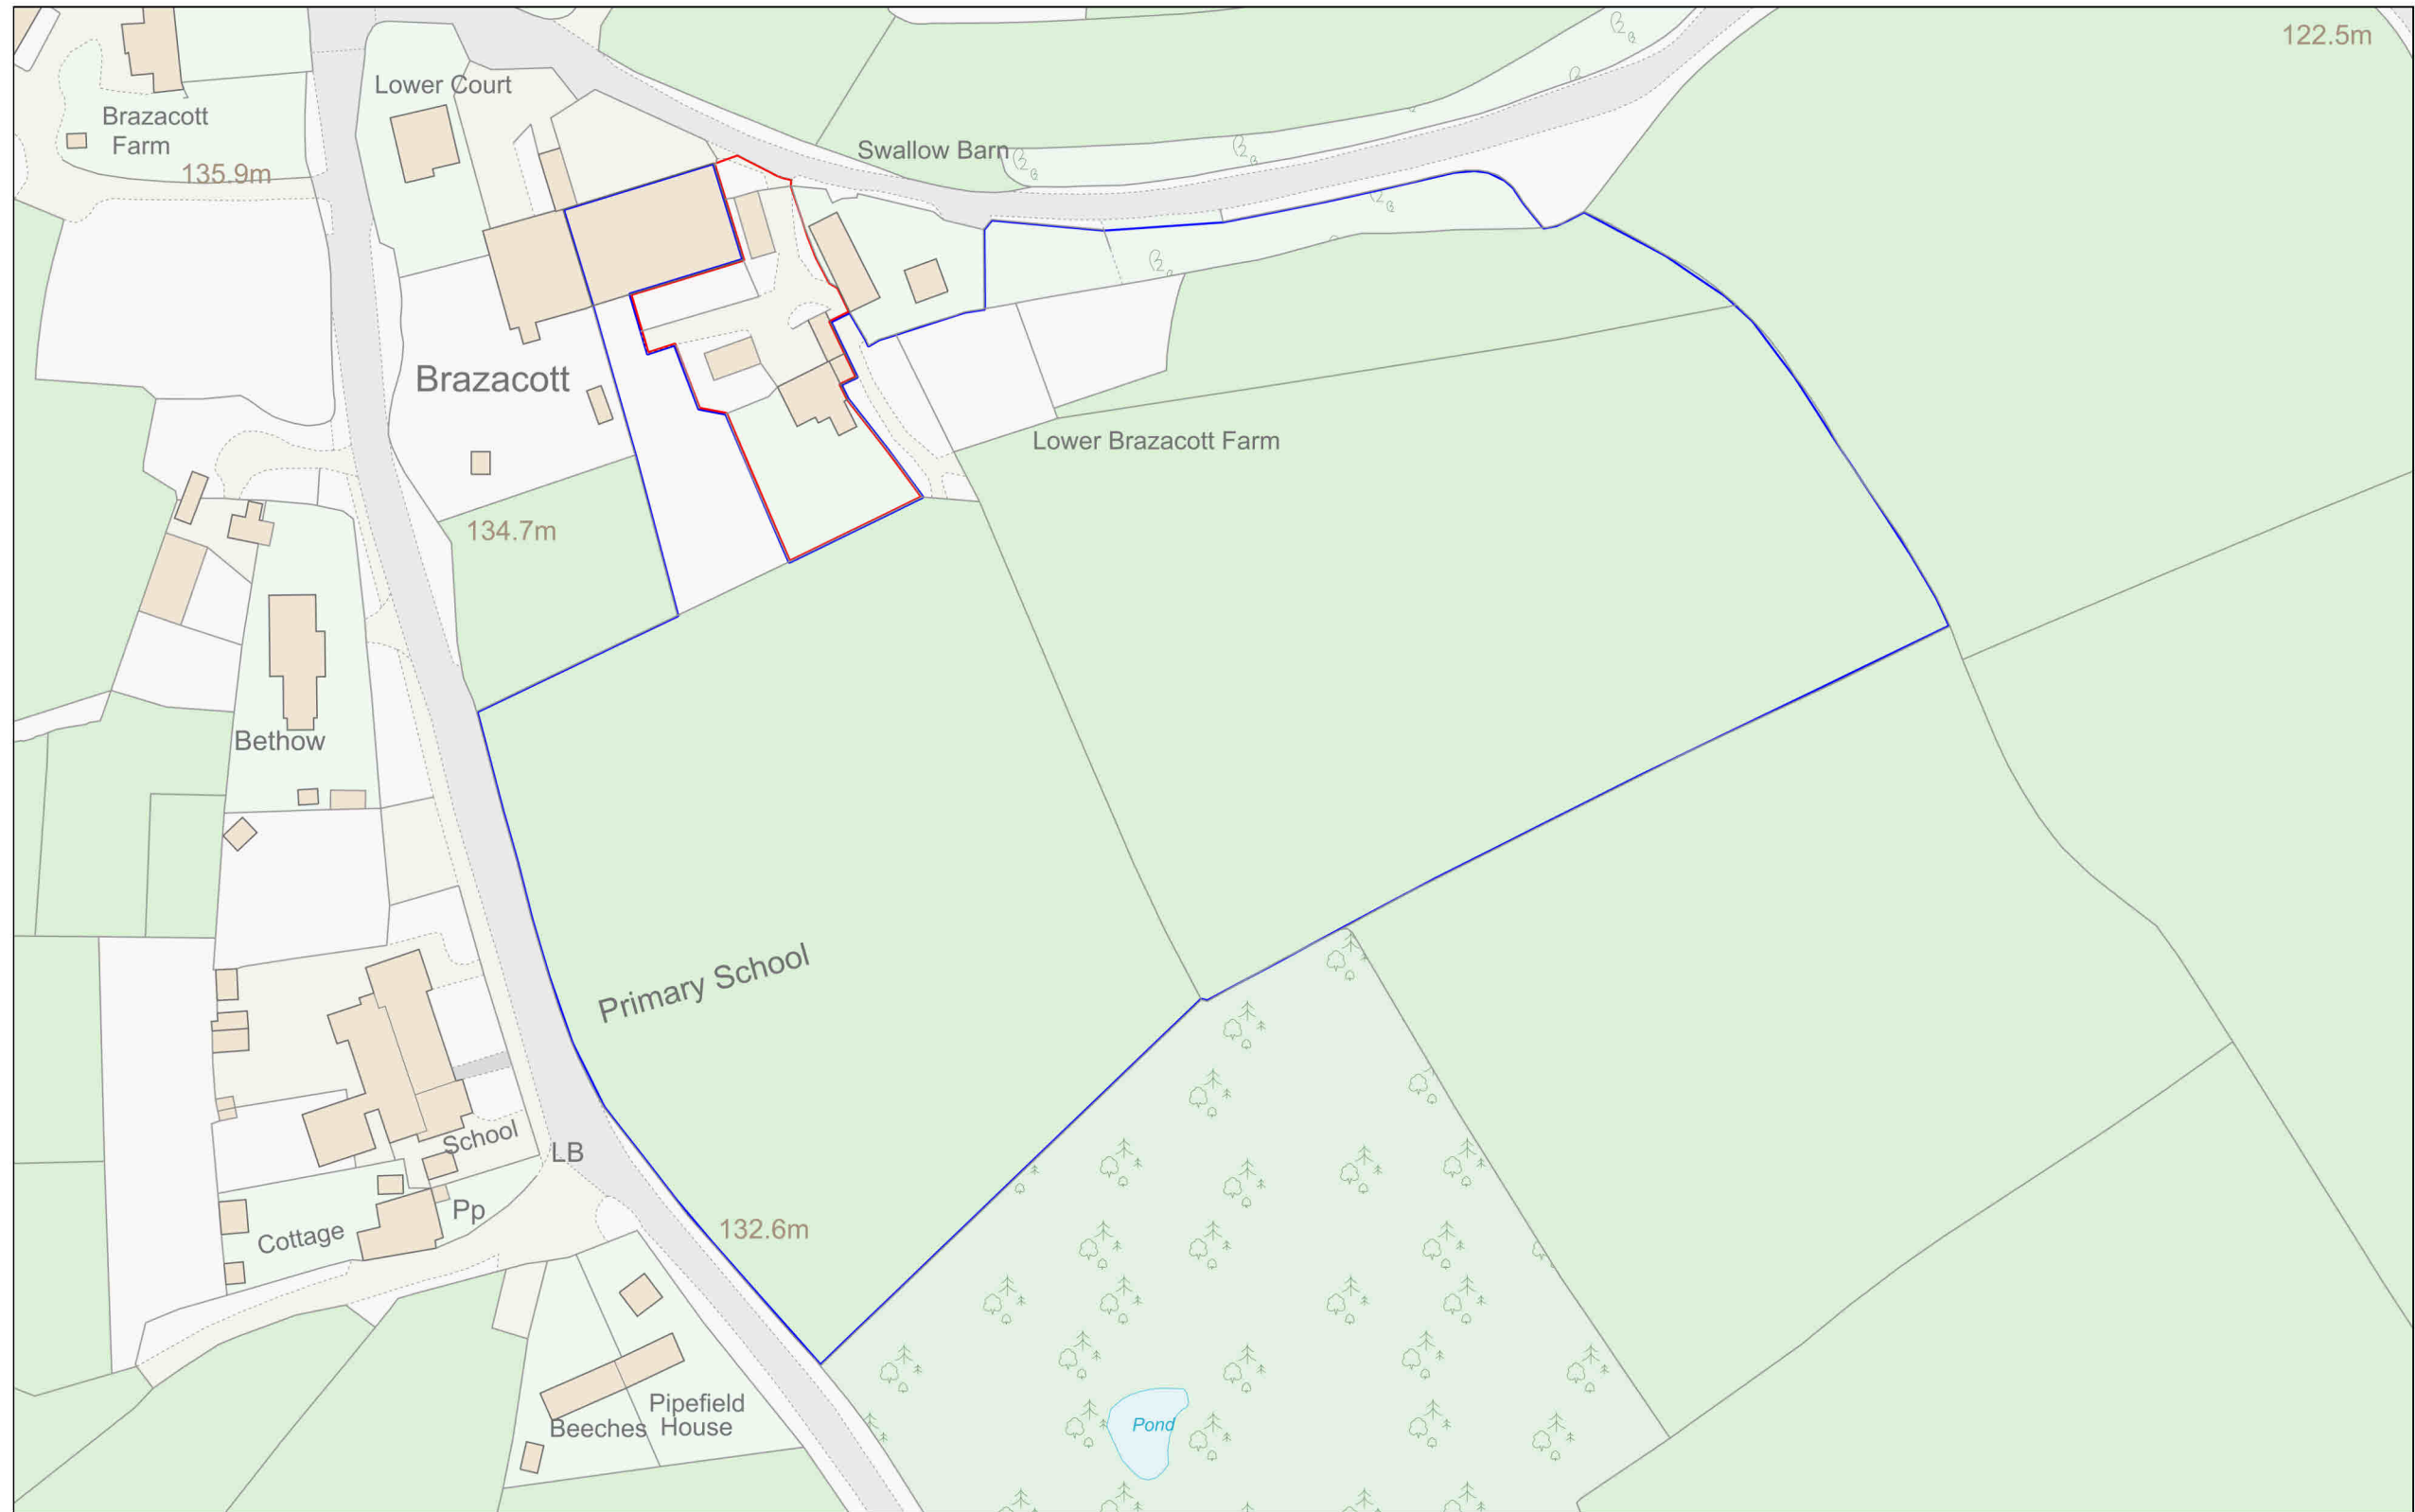 122.5m
Lower Court
Brazacott
Farm
135.9m
Swallow Barn
Brazacott
Lower Brazacott Farm
134.7m
Bethow
Primary School
School
LB
Pp
Cottage
132.6m
Pipefield
House
Beeches
Pond